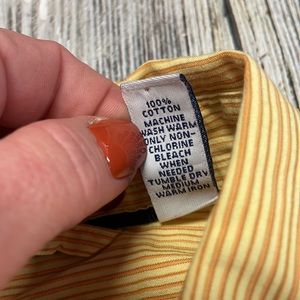 100%
COTTON
MACHINE
WASH WARM
ONLY NON-
CHLORINE
BLEACH
WHEN
NEEDED
TUMBLE DRY
MEDIUM
WARM IRON